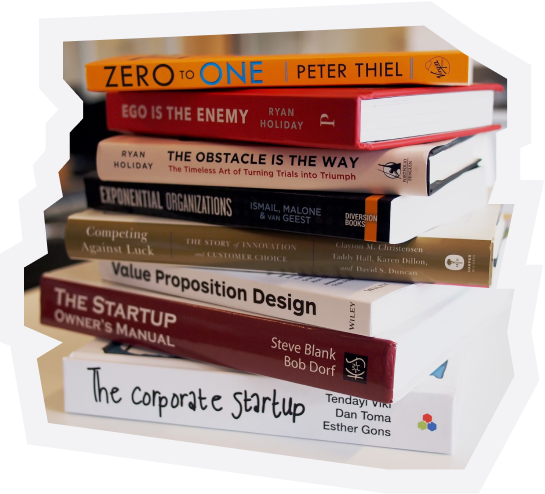 ZERO TO ONE PETER THIEL
EGO IS THE ENEMY RYAN
HOLIDAY P
RYAN
HOLIDAY
THE OBSTACLE IS THE WAY
The Timeless Art of Turning Trials into Triumph
EXPONENTIAL ORGANIZATIONS ISMAIL, MALONE
& VAN GEEST
DIVERSION
BOOKS
Competing
Against Luck
THE STORY of INNOVATION
and CUSTOMER CHOICE
Clayton M. Christensen
Taddy Hall, Karen Dillon,
and David S. Duncan
Value Proposition Design WILEY
THE STARTUP
OWNER'S MANUAL
Steve Blank
Bob Dorf
K&S
The corporate startup
Tendayi Viki
Dan Toma
Esther Gons